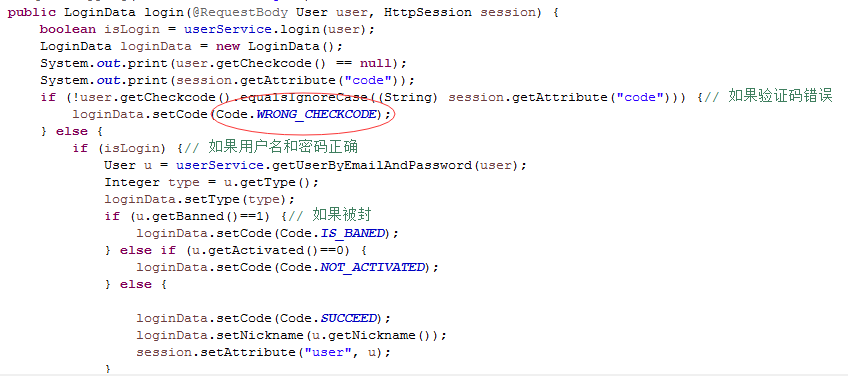 public LoginData login(@RequestBody User user, HttpSession session) {
boolean isLogin = userService.login(user);
LoginData loginData = new LoginData();
System.out.print(user.getCheckcode() == null);
System.out.print(session.getAttribute("code"));
if (!user.getCheckcode().equalsIgnoreCase((String) session.getAttribute("code"))) {// 如果验证码错误
loginData.setCode(Code.WRONG_CHECKCODE);
} else {
if (isLogin) {// 如果用户名和密码正确
User u = userService.getUserByEmailAndPassword(user);
Integer type = u.getType();
loginData.setType(type);
if (u.getBanned()==1) {// 如果被封
loginData.setCode(Code.IS_BANED);
} else if (u.getActivated()==0) {
loginData.setCode(Code.NOT_ACTIVATED);
} else {
loginData.setCode(Code.SUCCEED);
loginData.setNickname(u.getNickname());
session.setAttribute("user", u);
}